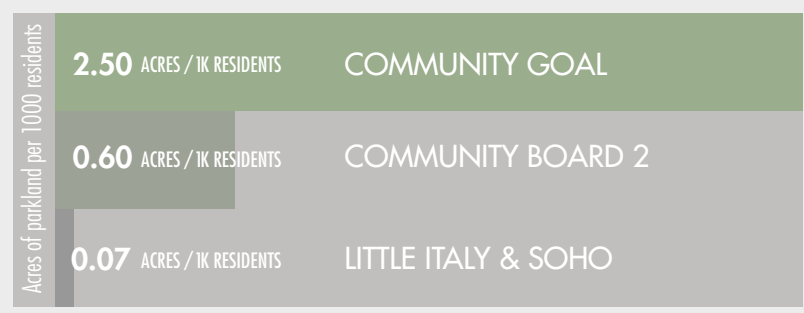 Acres of parkland per 1000 residents
2.50 ACRES / 1K RESIDENTS COMMUNITY GOAL
0.60 ACRES / 1K RESIDENTS COMMUNITY BOARD 2
0.07 ACRES / 1K RESIDENTS LITTLE ITALY & SOHO